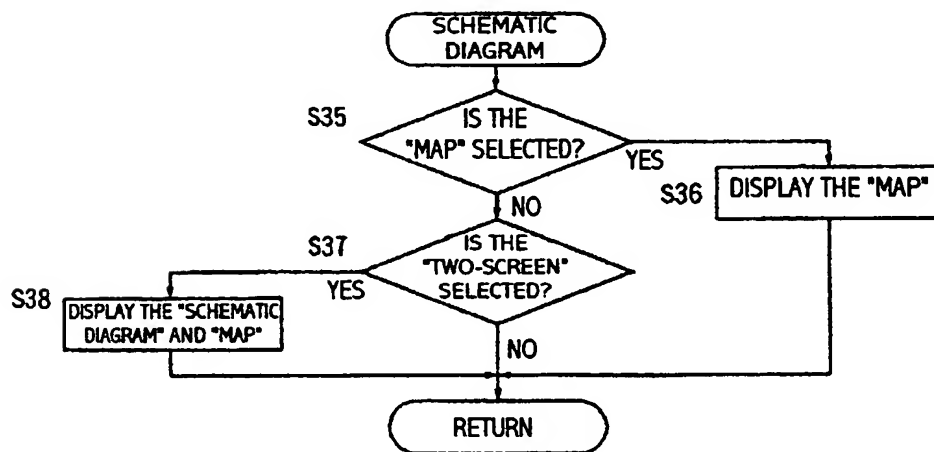 SCHEMATIC
DIAGRAM
S35
IS THE
"MAP" SELECTED?
YES
S36
DISPLAY THE "MAP"
NO
S37
IS THE
"TWO-SCREEN"
SELECTED?
YES
S38
DISPLAY THE "SCHEMATIC
DIAGRAM" AND "MAP"
NO
RETURN